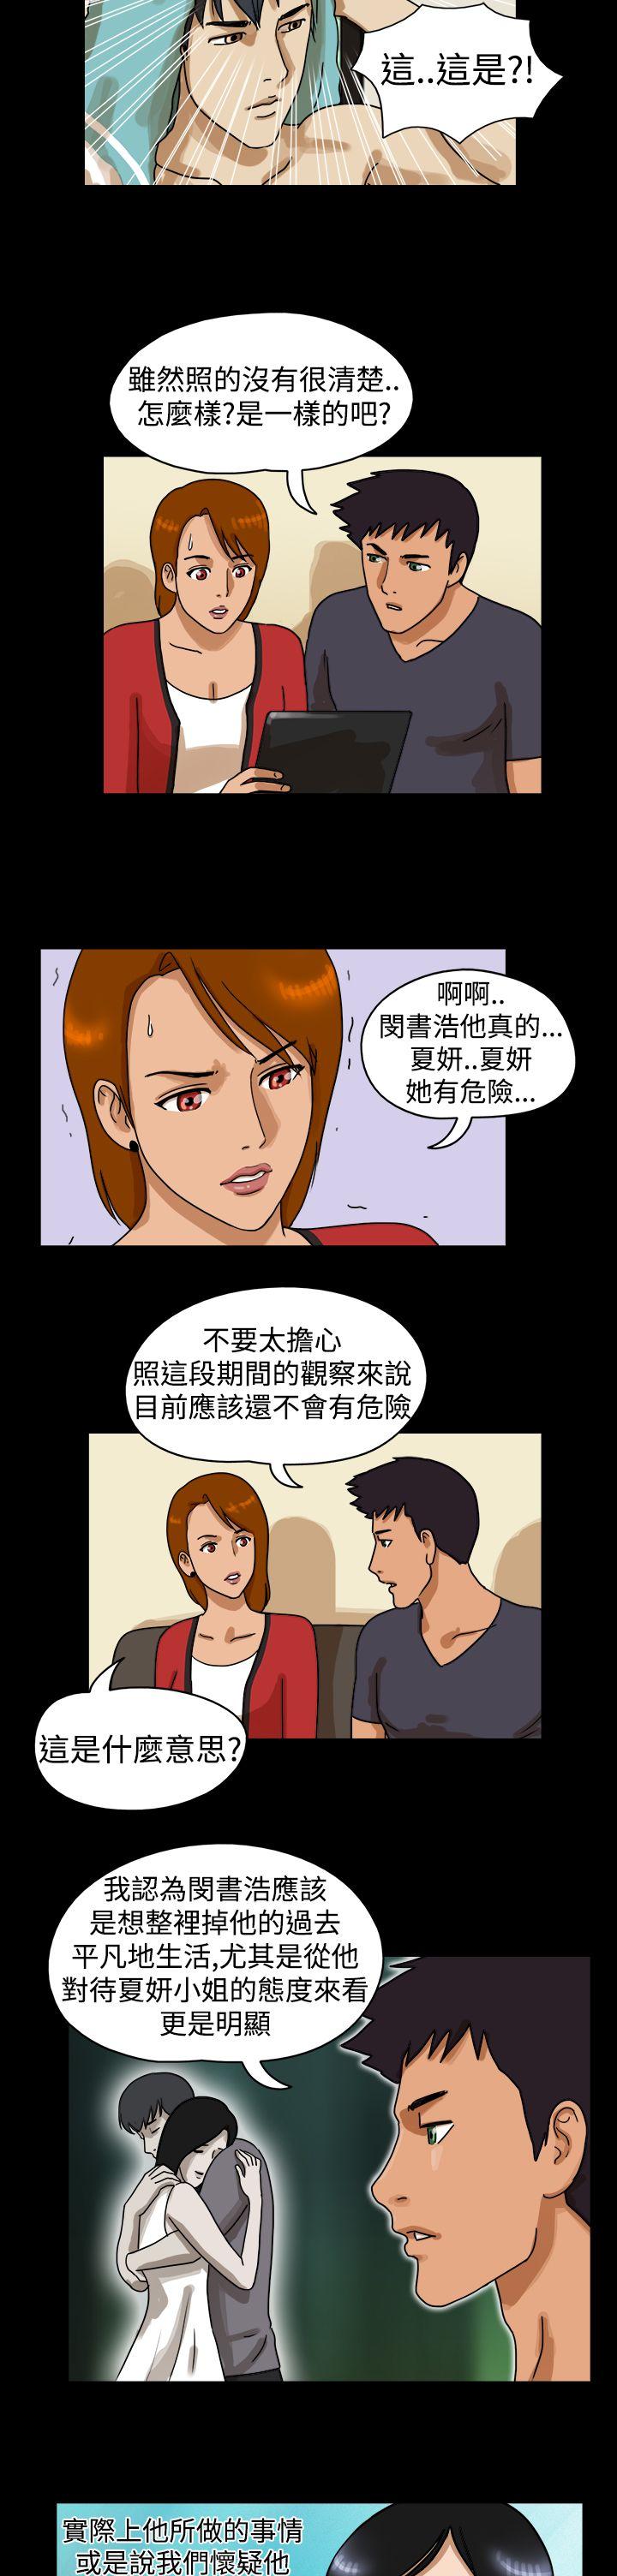 這..這是?!
雖然照的沒有很清楚..
怎麼樣?是一樣的吧?
啊啊..
閔書浩他真的...
夏妍..夏妍
她有危險...
不要太擔心
照這段期間的觀察來說
目前應該還不會有危險
這是什麼意思?
我認為閔書浩應該
是想整裡掉他的過去
平凡地生活,尤其是從他
對待夏妍小姐的態度來看
更是明顯
實際上他所做的事情
或是說我們懷疑他